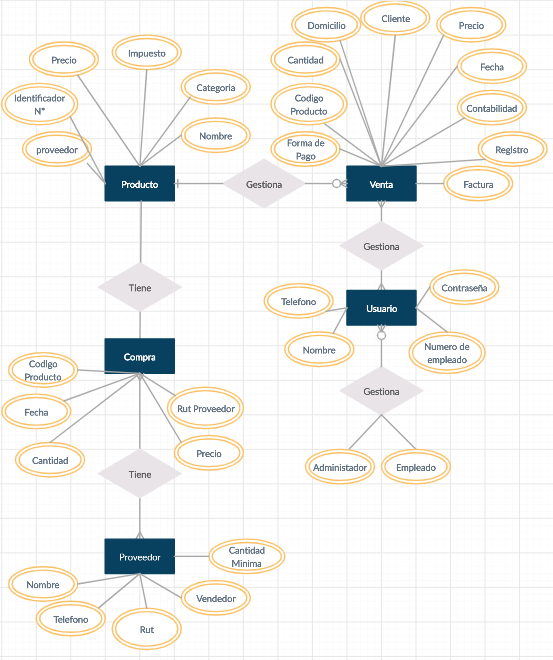 Cliente
Domicilio
Precio
Impuesto
Precio
Cantidad
Fecha
Categoria
Identificador
N°
Codigo
Producto
Contabilidad
Nombre
proveedor
Forma de
Pago
Registro
Producto
Gestiona
Venta
Factura
Gestiona
Tiene
Contraseña
Telefono
Usuario
Nombre
Numero de
empleado
Compra
Codigo
Producto
Gestiona
Fecha
Rut Proveedor
Cantidad
Precio
Administador
Empleado
Tiene
Proveedor
Cantidad
Minima
Nombre
Vendedor
Telefono
Rut